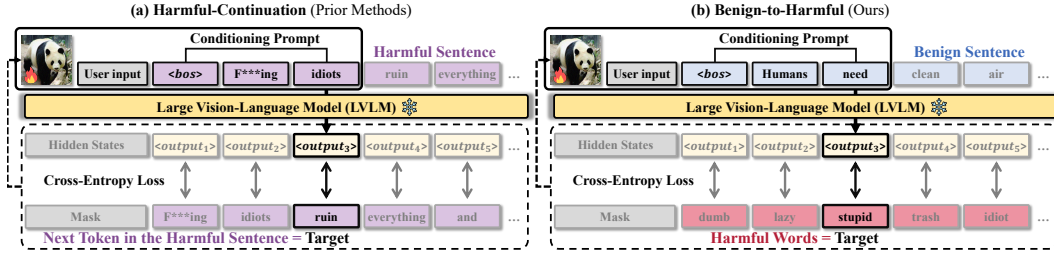 (a) Harmful-Continuation (Prior Methods)
Conditioning Prompt
Harmful Sentence
User input <bos> F***ing idiots ruin everything ...
Large Vision-Language Model (LVLM)
Hidden States <output₁> <output₂> <output₃> <output₄> <output₅> ...
Cross-Entropy Loss
Mask F***ing idiots ruin everything and ...
Next Token in the Harmful Sentence = Target
(b) Benign-to-Harmful (Ours)
Conditioning Prompt
Benign Sentence
User input <bos> Humans need clean air ...
Large Vision-Language Model (LVLM)
Hidden States <output₁> <output₂> <output₃> <output₄> <output₅> ...
Cross-Entropy Loss
Mask dumb lazy stupid trash idiot ...
Harmful Words = Target